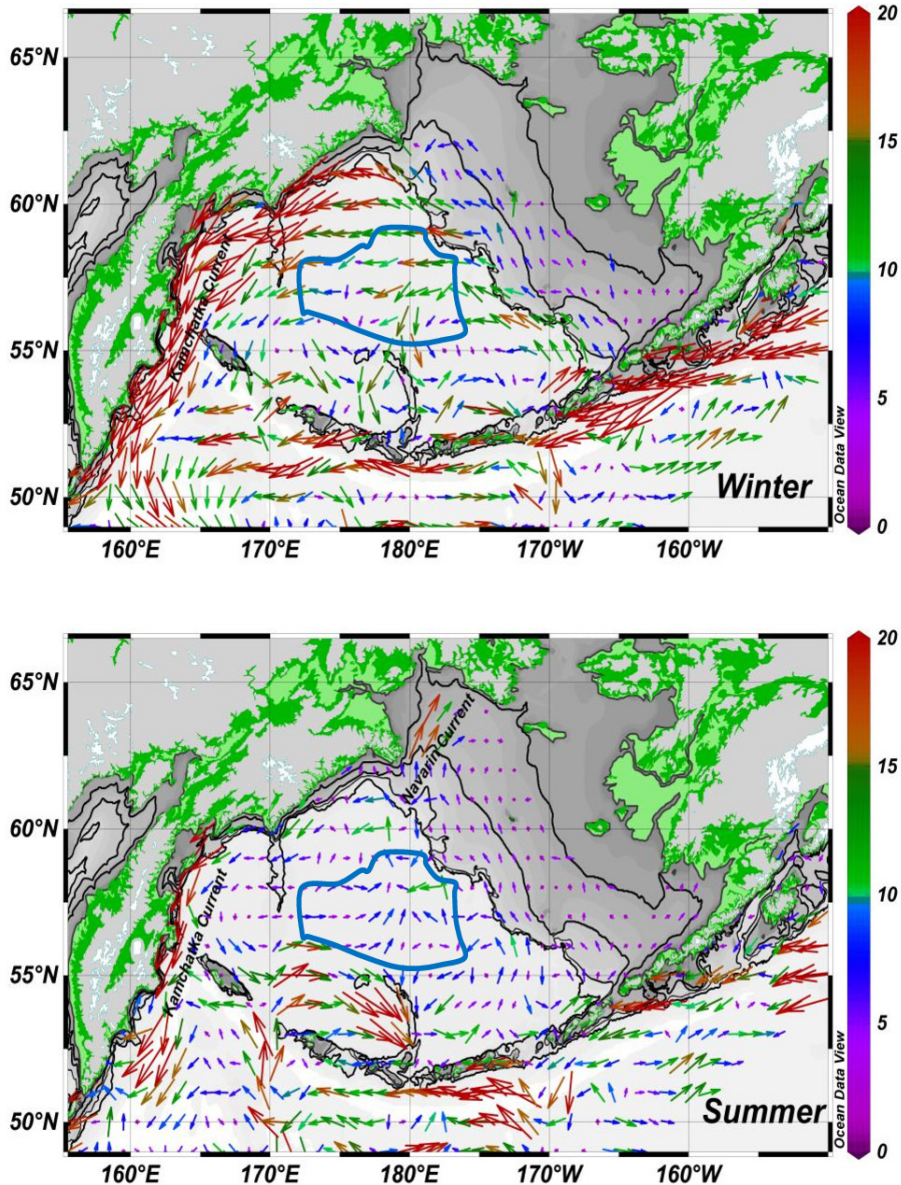 65°N
60°N
55°N
50°N
160°E
170°E
180°E
170°W
160°W
Kamchatka Current
Winter
Ocean Data View
20
15
10
5
0
65°N
60°N
55°N
50°N
160°E
170°E
180°E
170°W
160°W
Navarin Current
Kamchatka Current
Summer
Ocean Data View
20
15
10
5
0